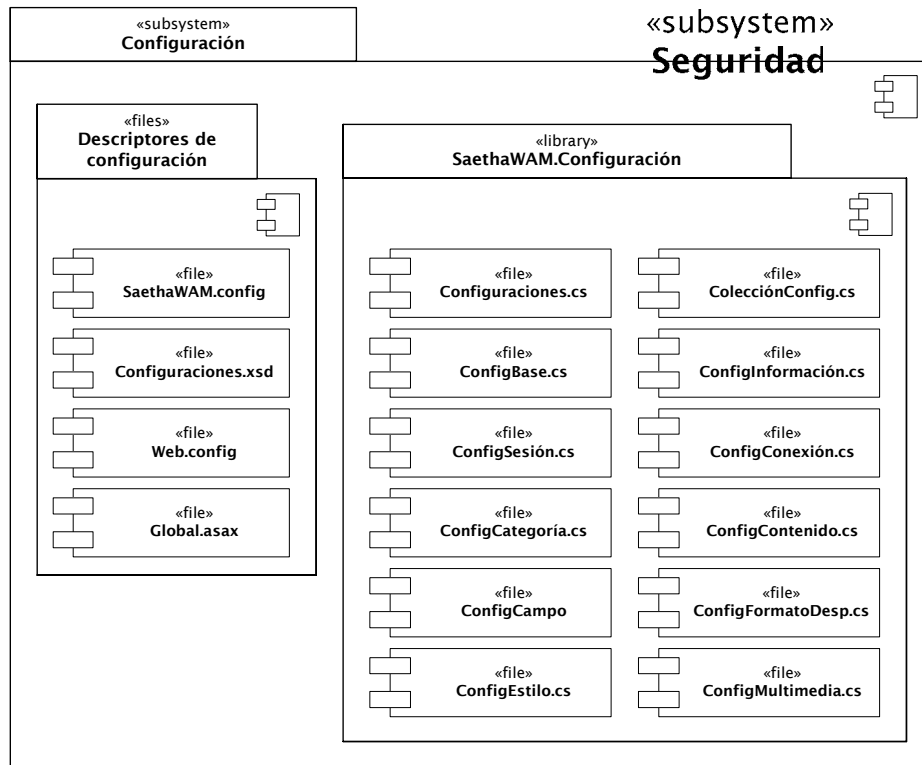 «subsystem»
Configuración
«subsystem»
Seguridad
«files»
Descriptores de
configuración
«file»
SaethaWAM.config
«file»
Configuraciones.xsd
«file»
Web.config
«file»
Global.asax
«library»
SaethaWAM.Configuración
«file»
Configuraciones.cs
«file»
ColecciónConfig.cs
«file»
ConfigBase.cs
«file»
ConfigInformación.cs
«file»
ConfigSesión.cs
«file»
ConfigConexión.cs
«file»
ConfigCategoría.cs
«file»
ConfigContenido.cs
«file»
ConfigCampo
«file»
ConfigFormatoDesp.cs
«file»
ConfigEstilo.cs
«file»
ConfigMultimedia.cs